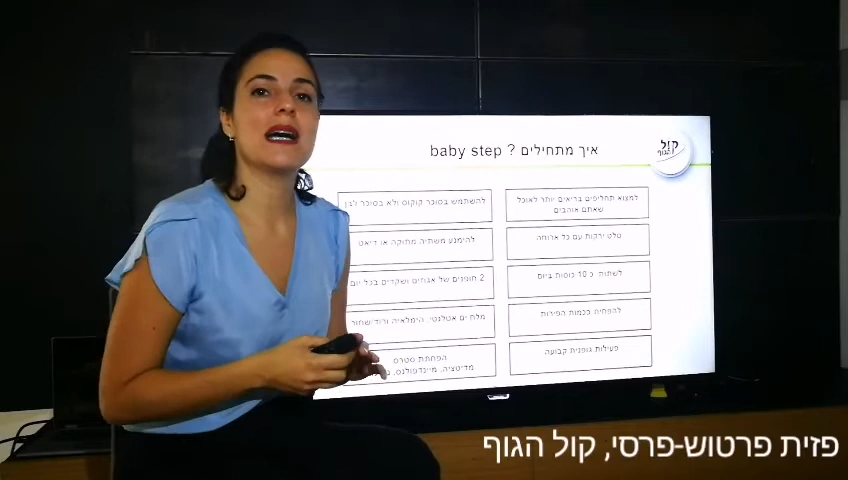 איך מתחילים ? baby step
קול
הגוף
למצוא תחליפים בריאים יותר לאוכל
שאתם אוהבים
סלט ירקות עם כל ארוחה
לשתות כ 10 כוסות ביום
להפחית בכמות הפירות
פעילות גופנית קבועה
להשתמש בסוכר קוקוס ולא בסוכר לבן
להימנע משתיה מתוקה או דיאט
2 חופנים של אגוזים ושקדים בכל יום
מלח ים אטלנטי, הימלאיה ורוד/שחור
הפחתת סטרס
מדיטציה, מיינדפולנס,
פזית פרטוש-פרסי, קול הגוף